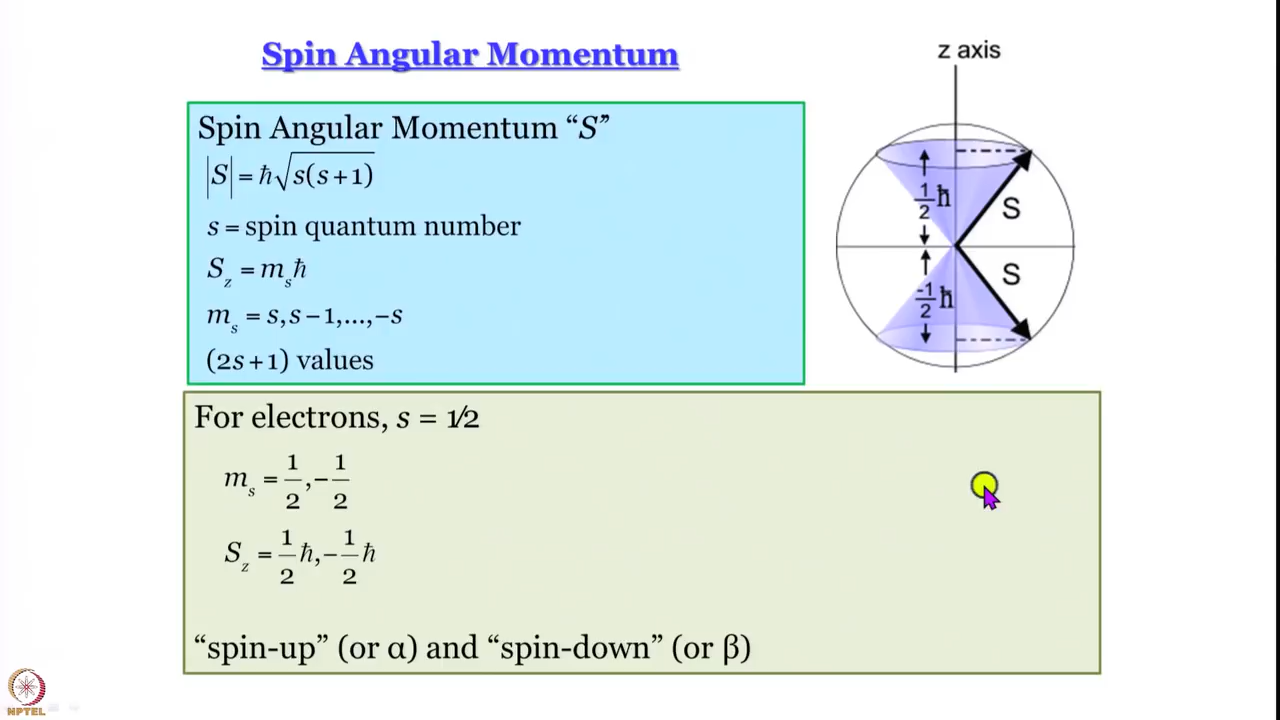 Spin Angular Momentum
Spin Angular Momentum “S”
|S| = ħ√s(s+1)
s = spin quantum number
S_z = m_s ħ
m_s = s, s−1, ..., −s
(2s+1) values
z axis
1/2 ħ
S
-1/2 ħ
S
For electrons, s = 1/2
m_s = 1/2, −1/2
S_z = 1/2 ħ, −1/2 ħ
“spin-up” (or α) and “spin-down” (or β)
NPTEL